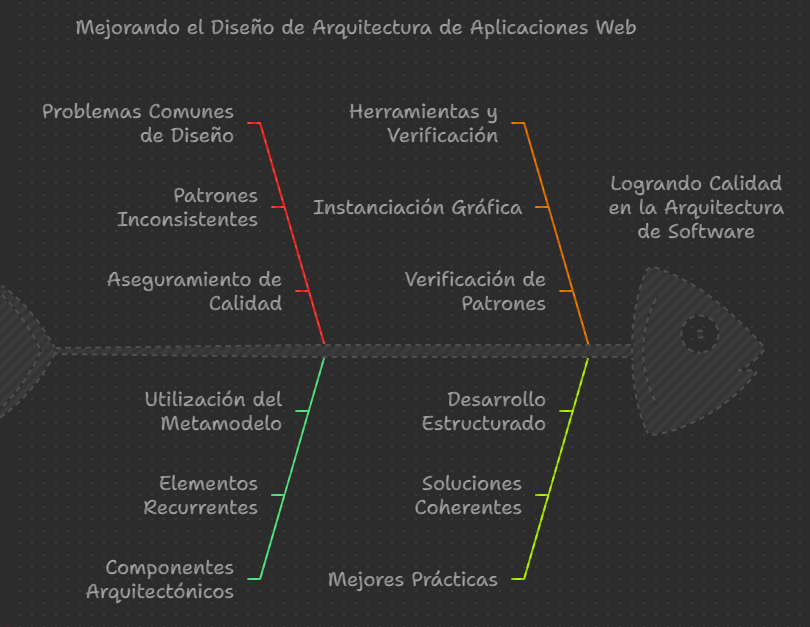 Mejorando el Diseño de Arquitectura de Aplicaciones Web
Problemas Comunes
de Diseño
Patrones
Inconsistentes
Aseguramiento de
Calidad
Herramientas y
Verificación
Instanciación Gráfica
Verificación de
Patrones
Logrando Calidad
en la Arquitectura
de Software
Utilización del
Metamodelo
Elementos
Recurrentes
Componentes
Arquitectónicos
Desarrollo
Estructurado
Soluciones
Coherentes
Mejores Prácticas